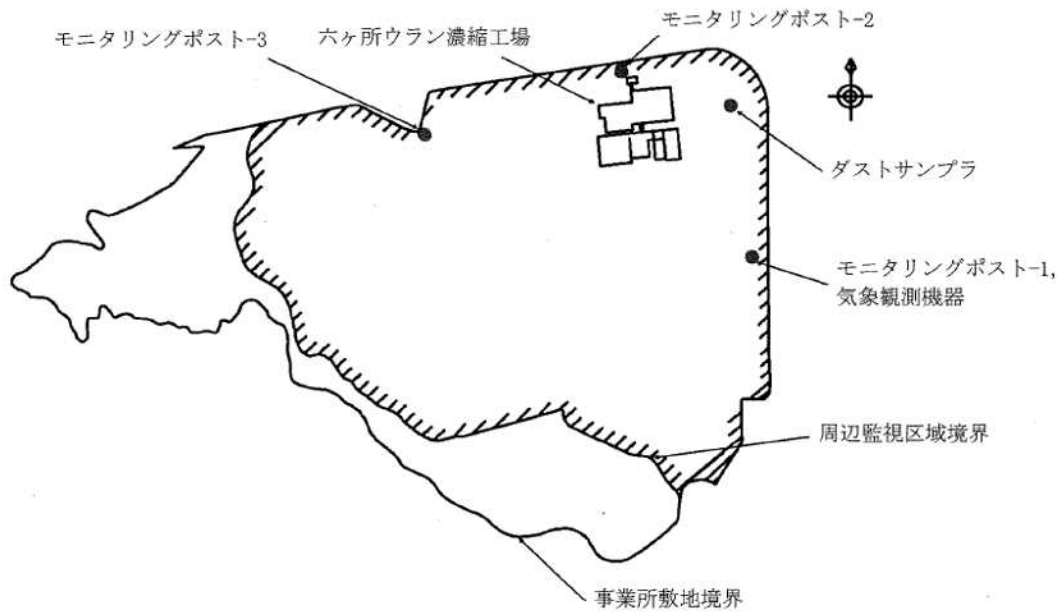 モニタリングポスト-3
六ヶ所ウラン濃縮工場
モニタリングポスト-2
ダストサンプラ
モニタリングポスト-1,
気象観測機器
周辺監視区域境界
事業所敷地境界